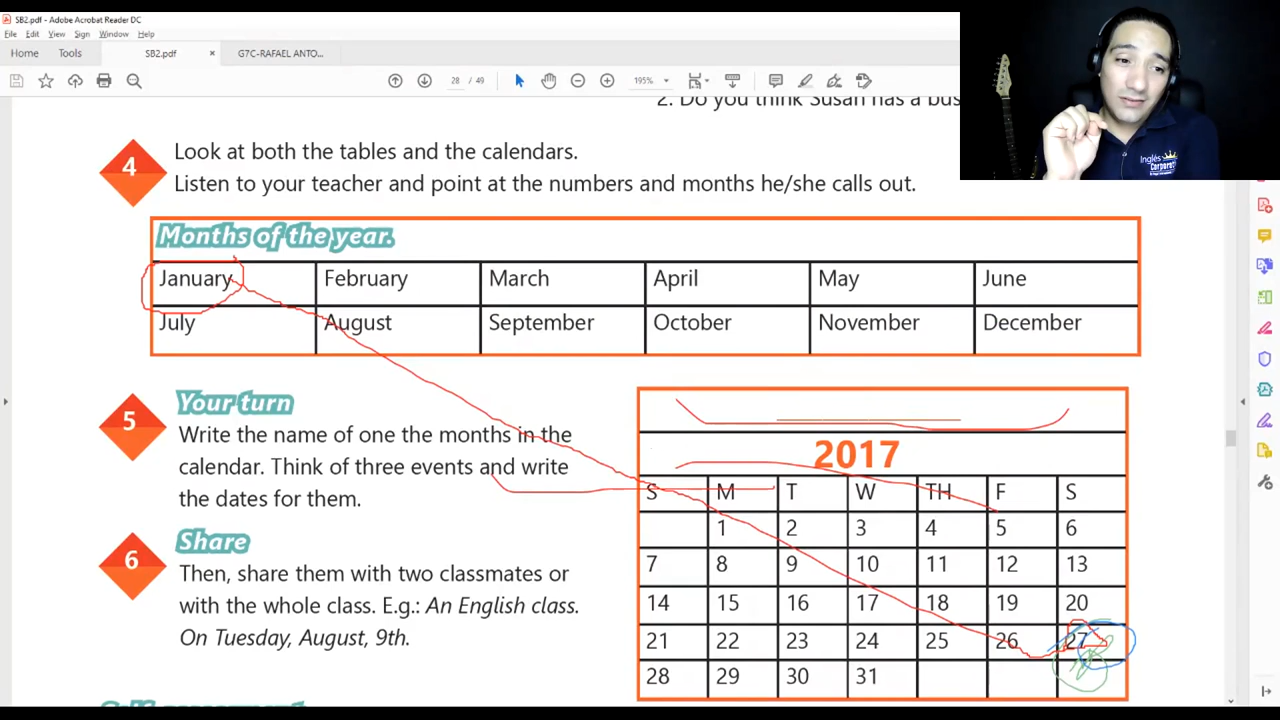 SB2.pdf - Adobe Acrobat Reader DC
File Edit View Sign Window Help
Home Tools SB2.pdf × G7C-RAFAEL ANTO...
28 / 49 195%
2. Do you think Susan has a bus
Inglés
Corporativo
4
Look at both the tables and the calendars.
Listen to your teacher and point at the numbers and months he/she calls out.
Months of the year.
January February March April May June
July August September October November December
5
Your turn
Write the name of one the months in the
calendar. Think of three events and write
the dates for them.
6
Share
Then, share them with two classmates or
with the whole class. E.g.: An English class.
On Tuesday, August, 9th.
2017
S M T W TH F S
1 2 3 4 5 6
7 8 9 10 11 12 13
14 15 16 17 18 19 20
21 22 23 24 25 26 27
28 29 30 31